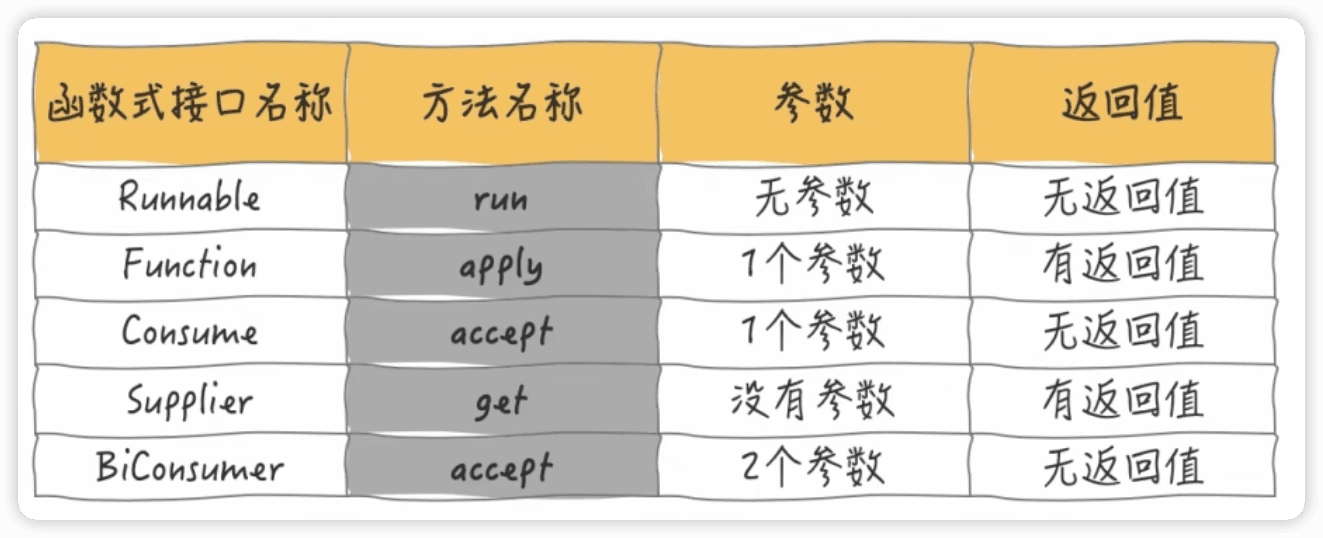 函数式接口名称 方法名称 参数 返回值
Runnable run 无参数 无返回值
Function apply 1个参数 有返回值
Consume accept 1个参数 无返回值
Supplier get 没有参数 有返回值
BiConsumer accept 2个参数 无返回值